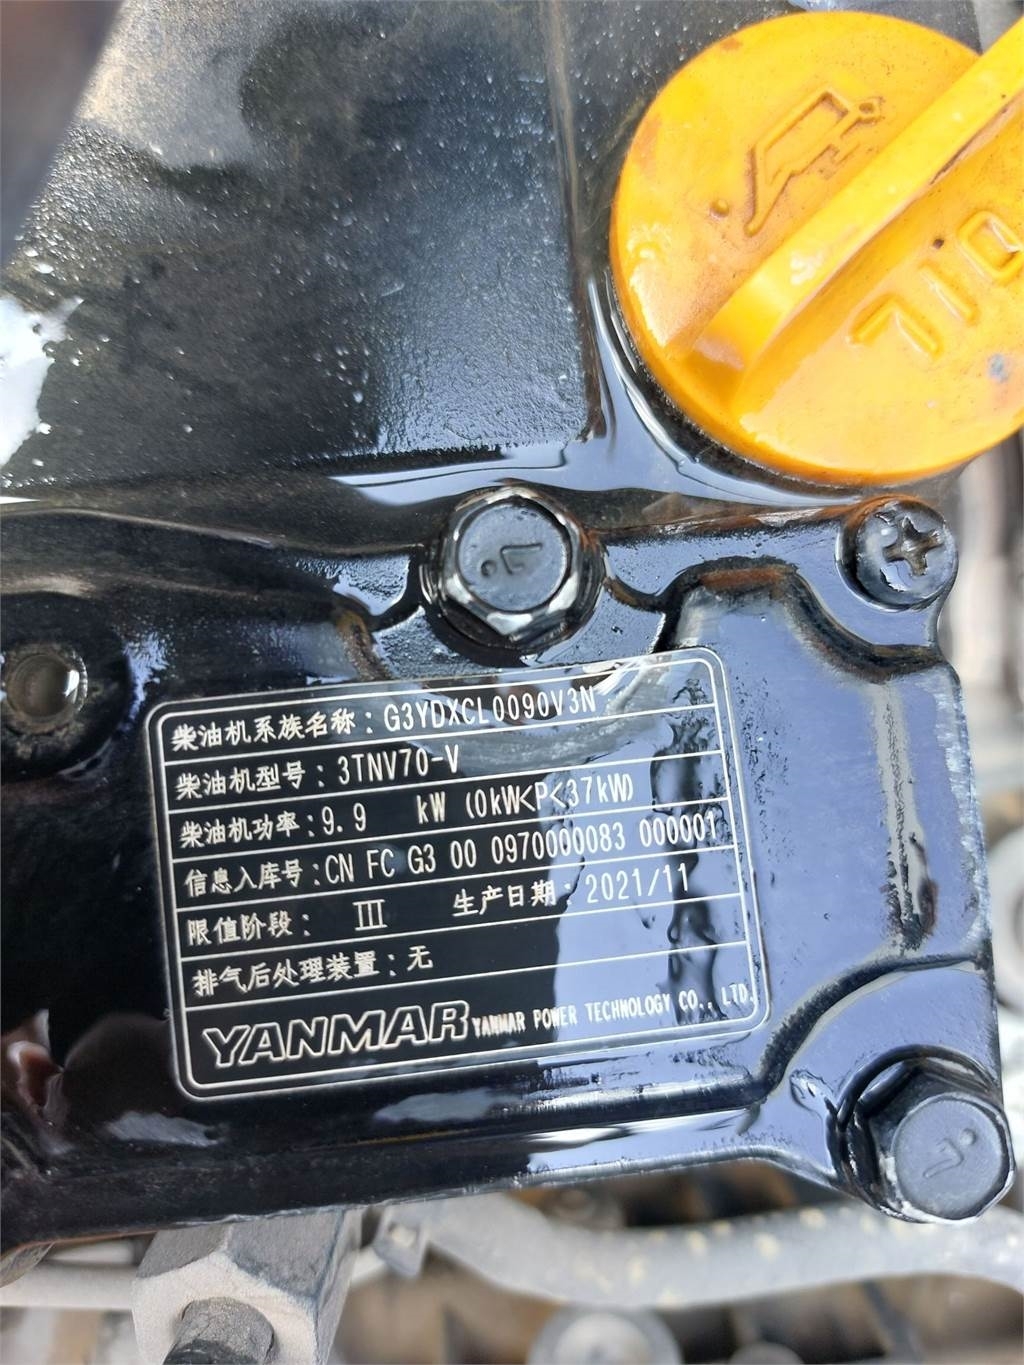 OIL
柴油机系族名称：G3YDXCL0090V3N
柴油机型号：3TNV70-V
柴油机功率：9.9 kW (0kW<P<37kW)
信息入库号：CN FC G3 00 0970000083 000001
限值阶段： III 生产日期：2021/11
排气后处理装置：无
YANMAR YANMAR POWER TECHNOLOGY CO., LTD.